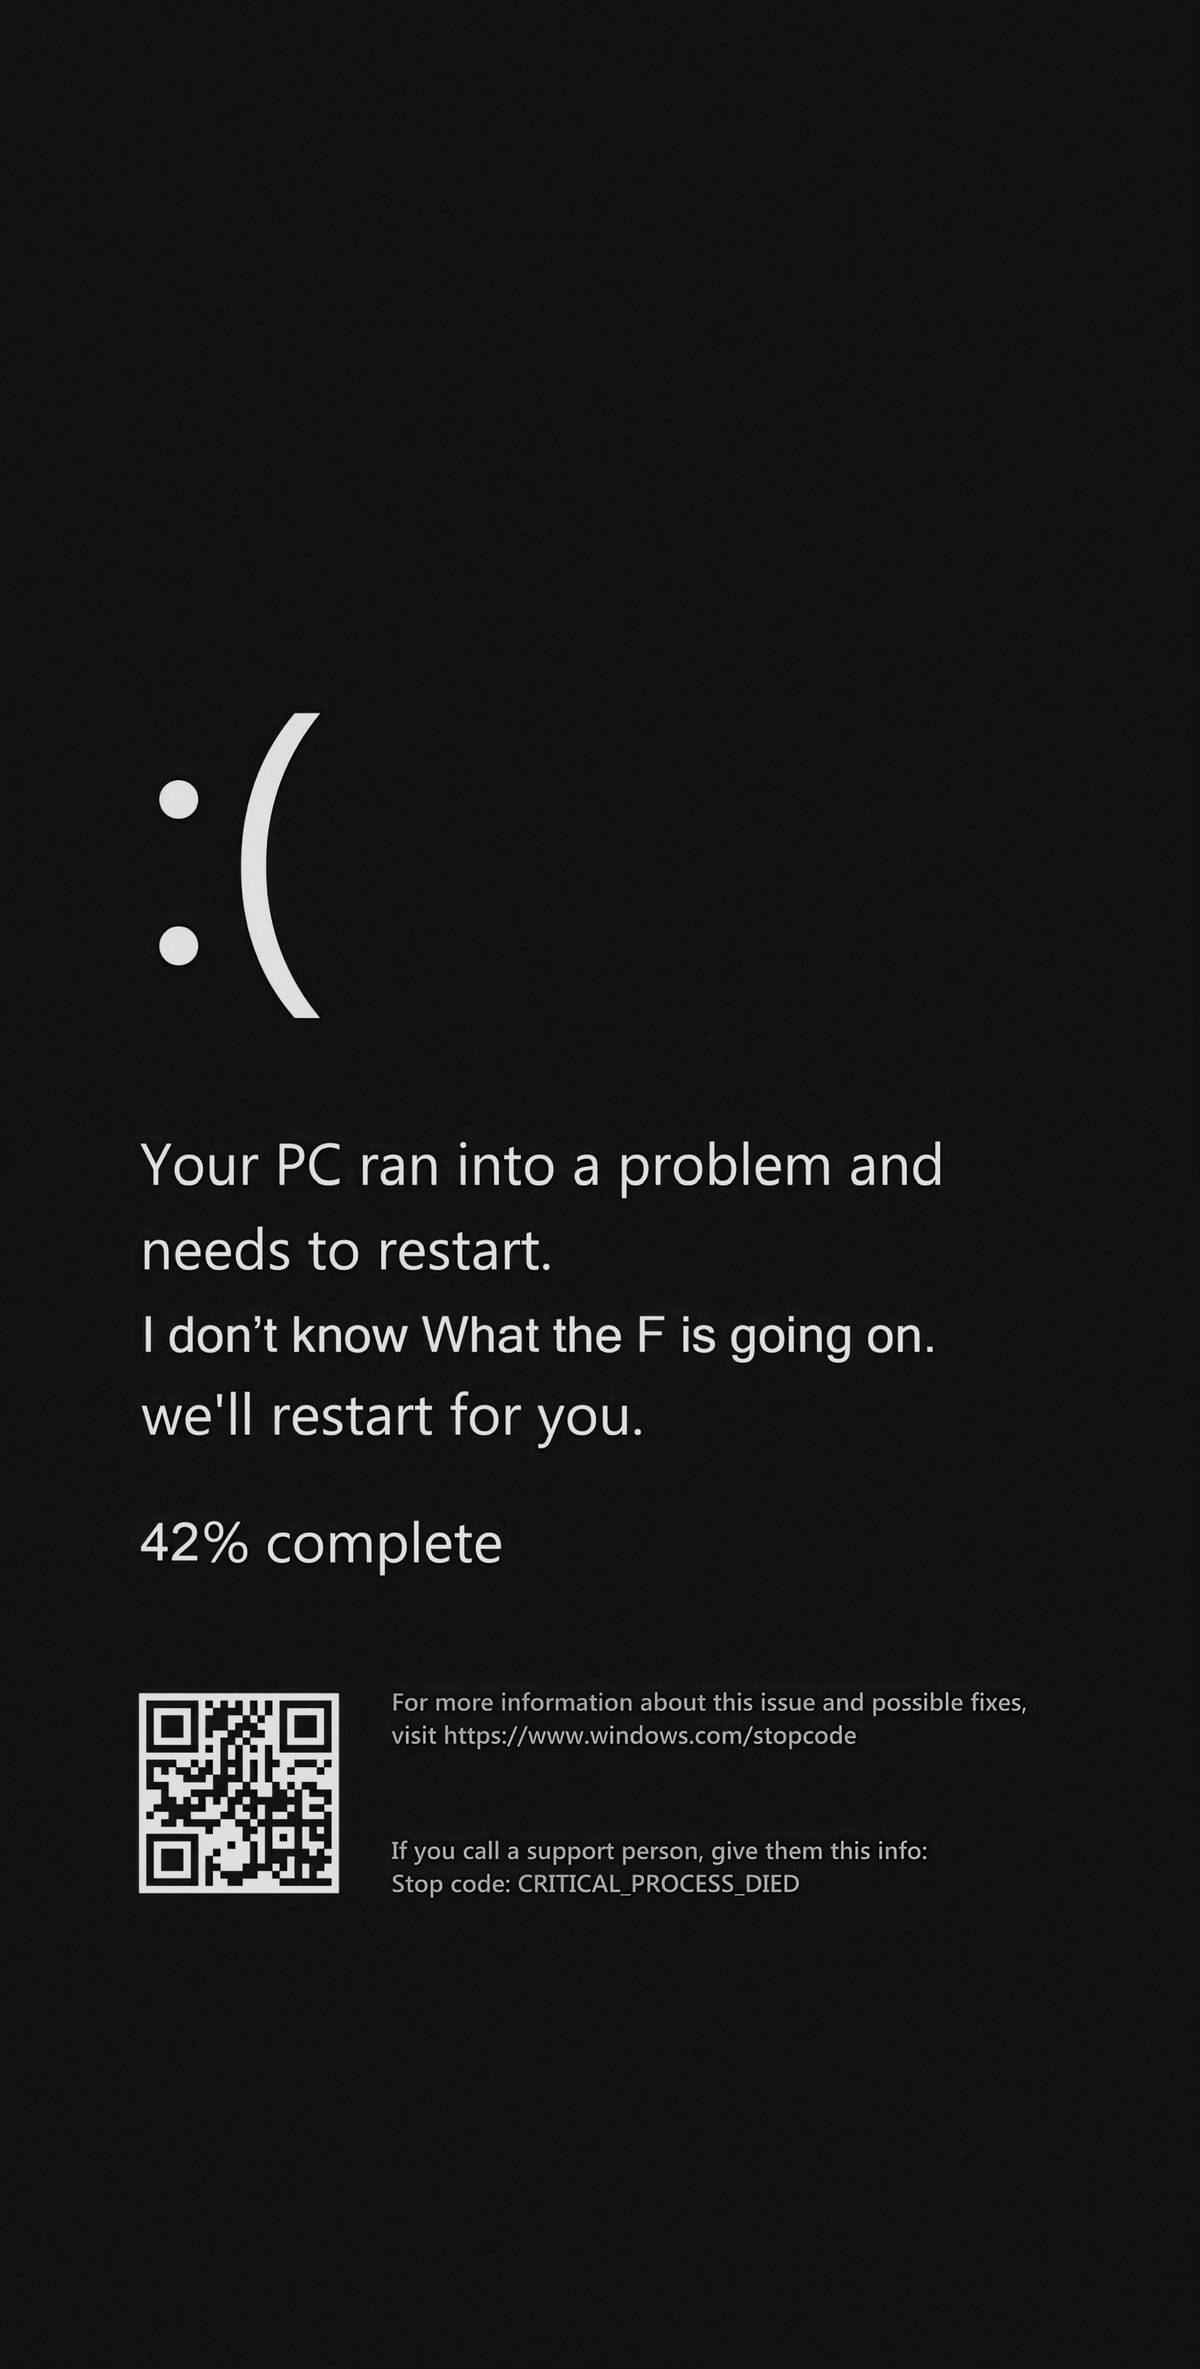 :(
Your PC ran into a problem and
needs to restart.
I don’t know What the F is going on.
we'll restart for you.
42% complete
For more information about this issue and possible fixes,
visit https://www.windows.com/stopcode
If you call a support person, give them this info:
Stop code: CRITICAL_PROCESS_DIED